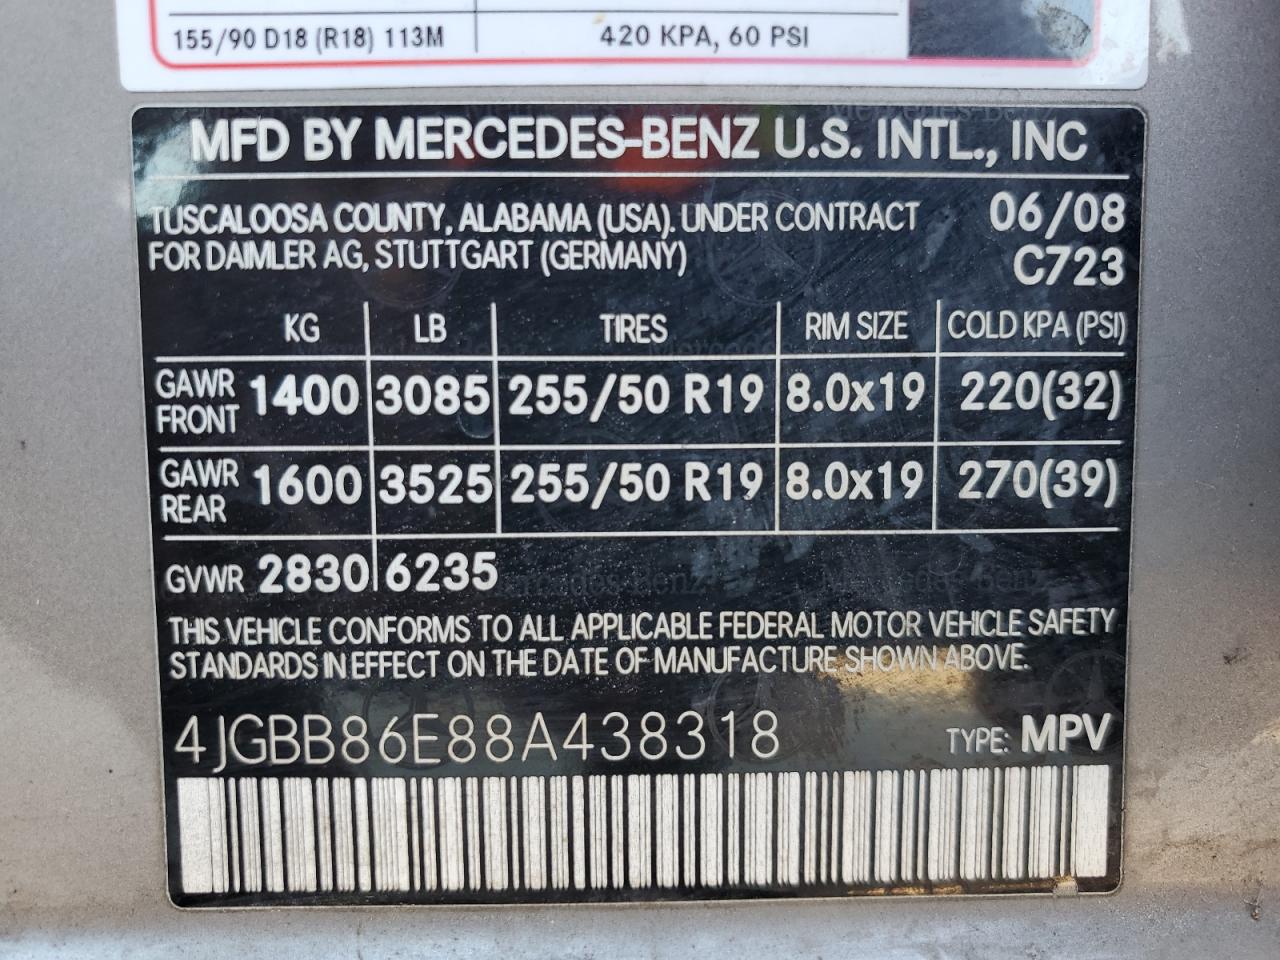 155/90 D18 (R18) 113M 420 KPA, 60 PSI
MFD BY MERCEDES-BENZ U.S. INTL., INC
TUSCALOOSA COUNTY, ALABAMA (USA). UNDER CONTRACT 06/08
FOR DAIMLER AG, STUTTGART (GERMANY) C723
KG LB TIRES RIM SIZE COLD KPA (PSI)
GAWR FRONT 1400 3085 255/50 R19 8.0x19 220(32)
GAWR REAR 1600 3525 255/50 R19 8.0x19 270(39)
GVWR 2830 6235
THIS VEHICLE CONFORMS TO ALL APPLICABLE FEDERAL MOTOR VEHICLE SAFETY
STANDARDS IN EFFECT ON THE DATE OF MANUFACTURE SHOWN ABOVE.
4JGBB86E88A438318 TYPE: MPV